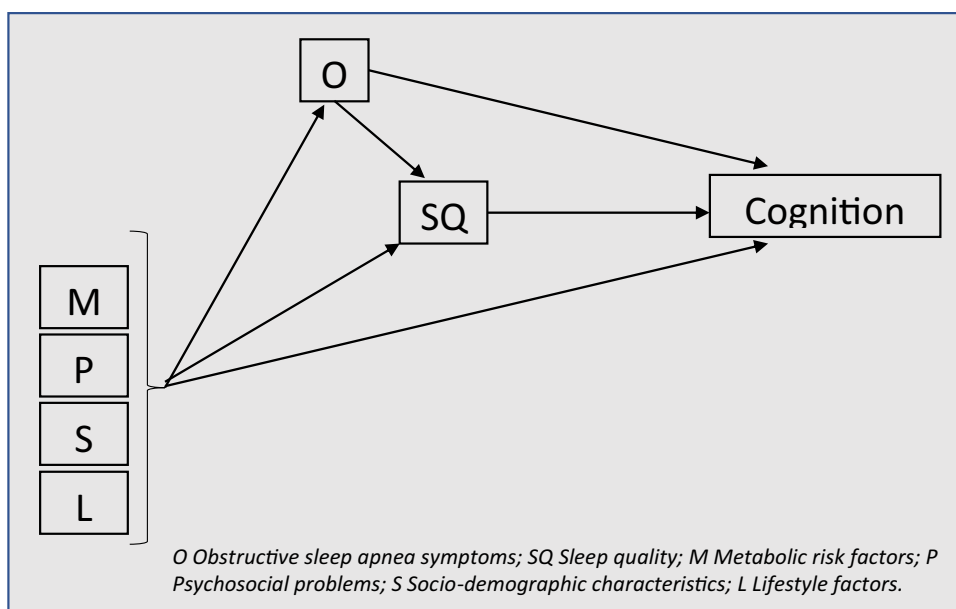 O
SQ
Cognition
M
P
S
L
O Obstructive sleep apnea symptoms; SQ Sleep quality; M Metabolic risk factors; P
Psychosocial problems; S Socio-demographic characteristics; L Lifestyle factors.